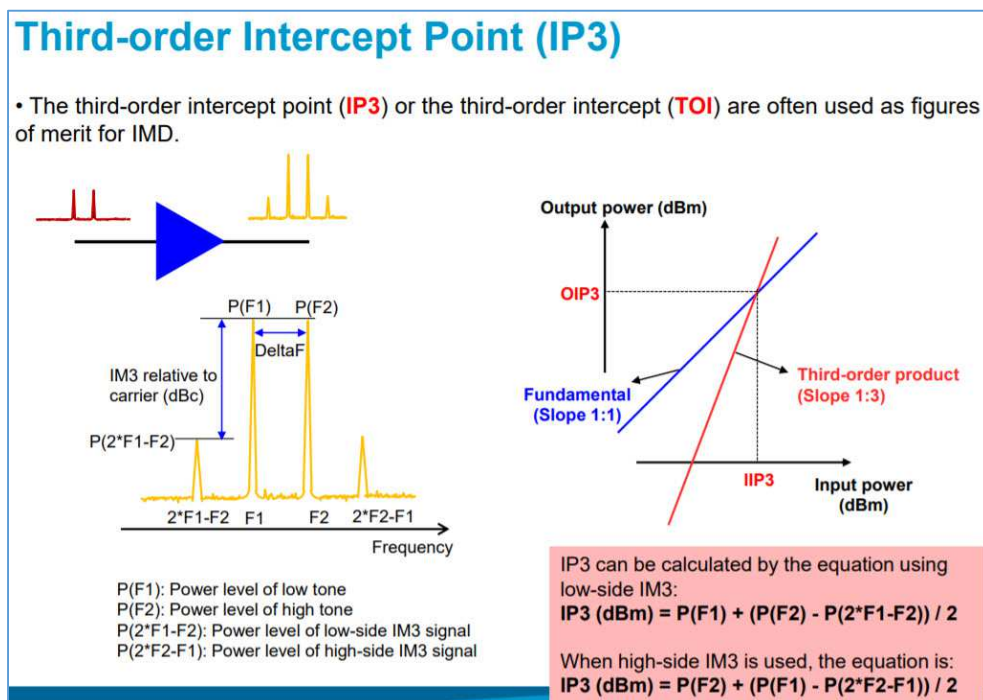 Third-order Intercept Point (IP3)
• The third-order intercept point (IP3) or the third-order intercept (TOI) are often used as figures
of merit for IMD.
P(F1) P(F2)
DeltaF
IM3 relative to
carrier (dBc)
P(2*F1-F2)
2*F1-F2 F1 F2 2*F2-F1
Frequency
P(F1): Power level of low tone
P(F2): Power level of high tone
P(2*F1-F2): Power level of low-side IM3 signal
P(2*F2-F1): Power level of high-side IM3 signal
Output power (dBm)
OIP3
Fundamental
(Slope 1:1)
Third-order product
(Slope 1:3)
IIP3
Input power
(dBm)
IP3 can be calculated by the equation using
low-side IM3:
IP3 (dBm) = P(F1) + (P(F2) - P(2*F1-F2)) / 2
When high-side IM3 is used, the equation is:
IP3 (dBm) = P(F2) + (P(F1) - P(2*F2-F1)) / 2